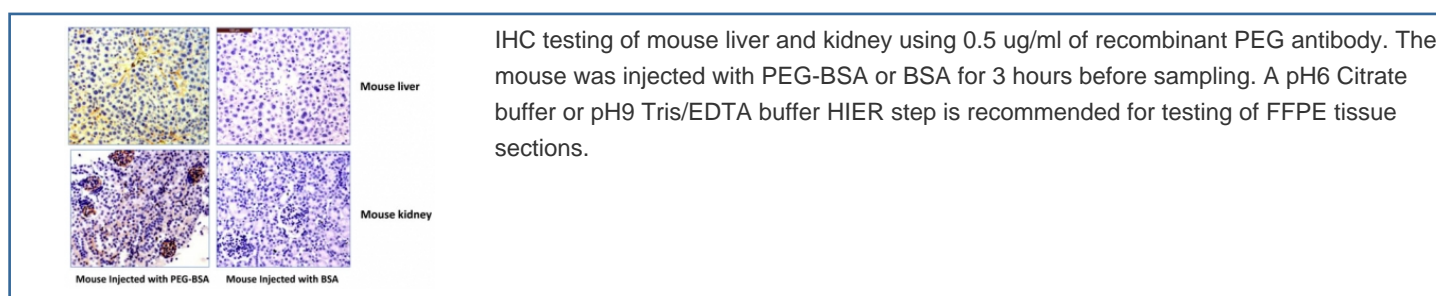 Mouse liver
Mouse kidney
Mouse Injected with PEG-BSA Mouse Injected with BSA
IHC testing of mouse liver and kidney using 0.5 ug/ml of recombinant PEG antibody. The
mouse was injected with PEG-BSA or BSA for 3 hours before sampling. A pH6 Citrate
buffer or pH9 Tris/EDTA buffer HIER step is recommended for testing of FFPE tissue
sections.